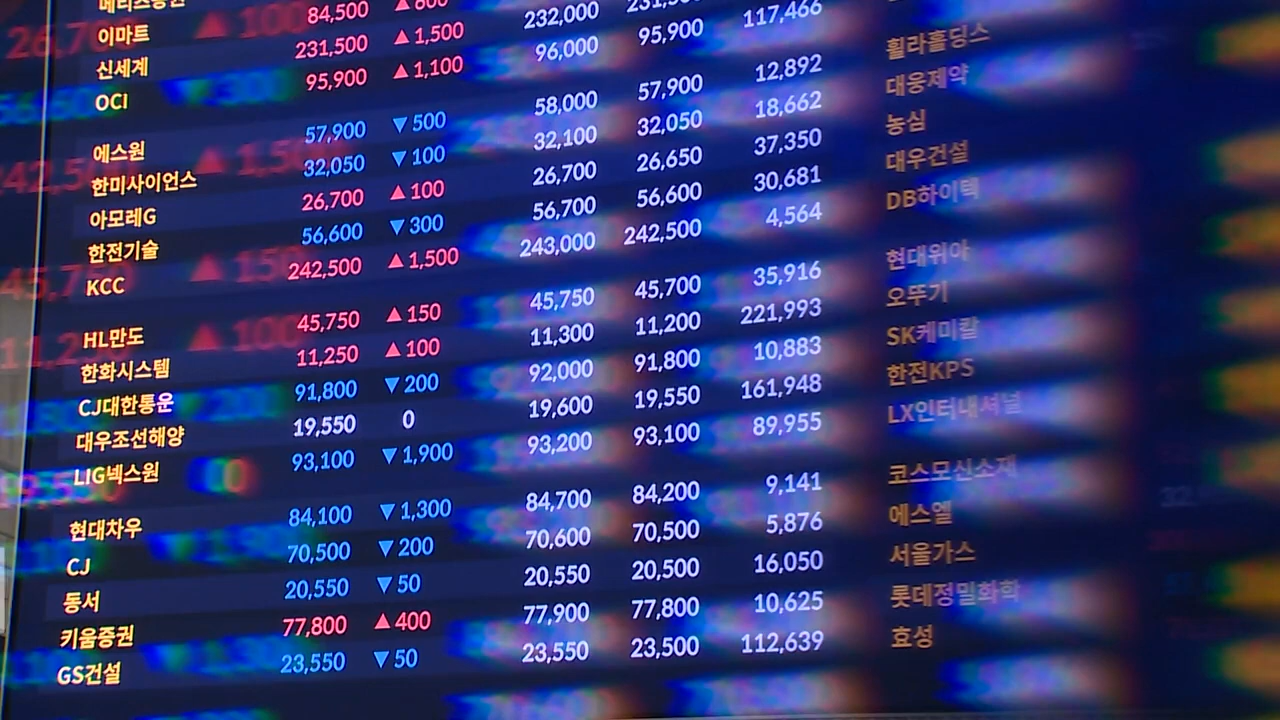 이마트 84,500 ▲800
신세계 231,500 ▲1,500 232,000
OCI 95,900 ▲1,100 96,000 95,900 117,466
에스원 57,900 ▼500 58,000 57,900 12,892 휠라홀딩스
한미사이언스 32,050 ▼100 32,100 32,050 18,662 대웅제약
아모레G 26,700 ▲100 26,700 26,650 37,350 농심
한전기술 56,600 ▼300 56,700 56,600 30,681 대우건설
KCC 242,500 ▲1,500 243,000 242,500 4,564 DB하이텍
HL만도 45,750 ▲150 45,750 45,700 35,916 현대위아
한화시스템 11,250 ▲100 11,300 11,200 221,993 오뚜기
CJ대한통운 91,800 ▼200 92,000 91,800 10,883 SK케미칼
대우조선해양 19,550 0 19,600 19,550 161,948 한전KPS
LIG넥스원 93,100 ▼1,900 93,200 93,100 89,955 LX인터내셔널
현대차우 84,100 ▼1,300 84,700 84,200 9,141 코스모신소재
CJ 70,500 ▼200 70,600 70,500 5,876 에스엘
동서 20,550 ▼50 20,550 20,500 16,050 서울가스
키움증권 77,800 ▲400 77,900 77,800 10,625 롯데정밀화학
GS건설 23,550 ▼50 23,550 23,500 112,639 효성